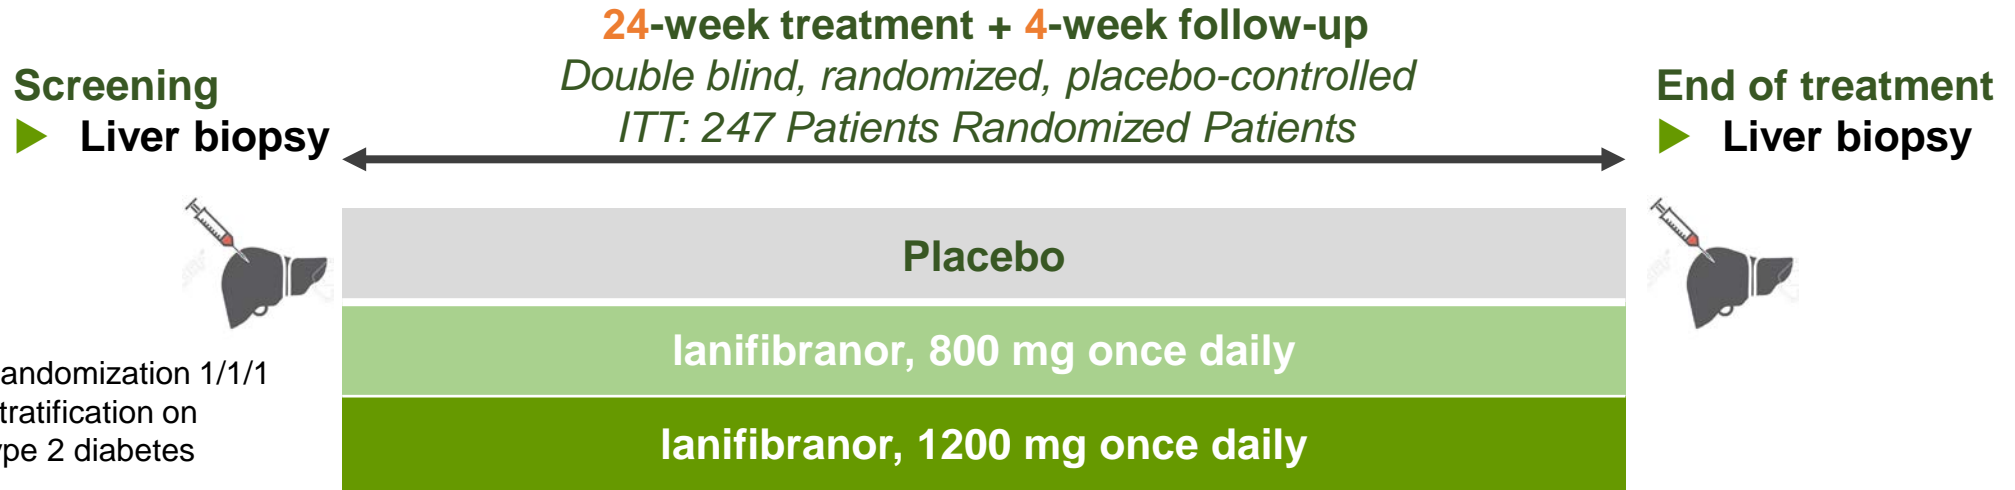 24-week treatment + 4-week follow-up
Double blind, randomized, placebo-controlled
ITT: 247 Patients Randomized Patients
Screening
Liver biopsy
End of treatment
Liver biopsy
Placebo
lanifibranor, 800 mg once daily
lanifibranor, 1200 mg once daily
andomization 1/1/1
tratification on
ype 2 diabetes